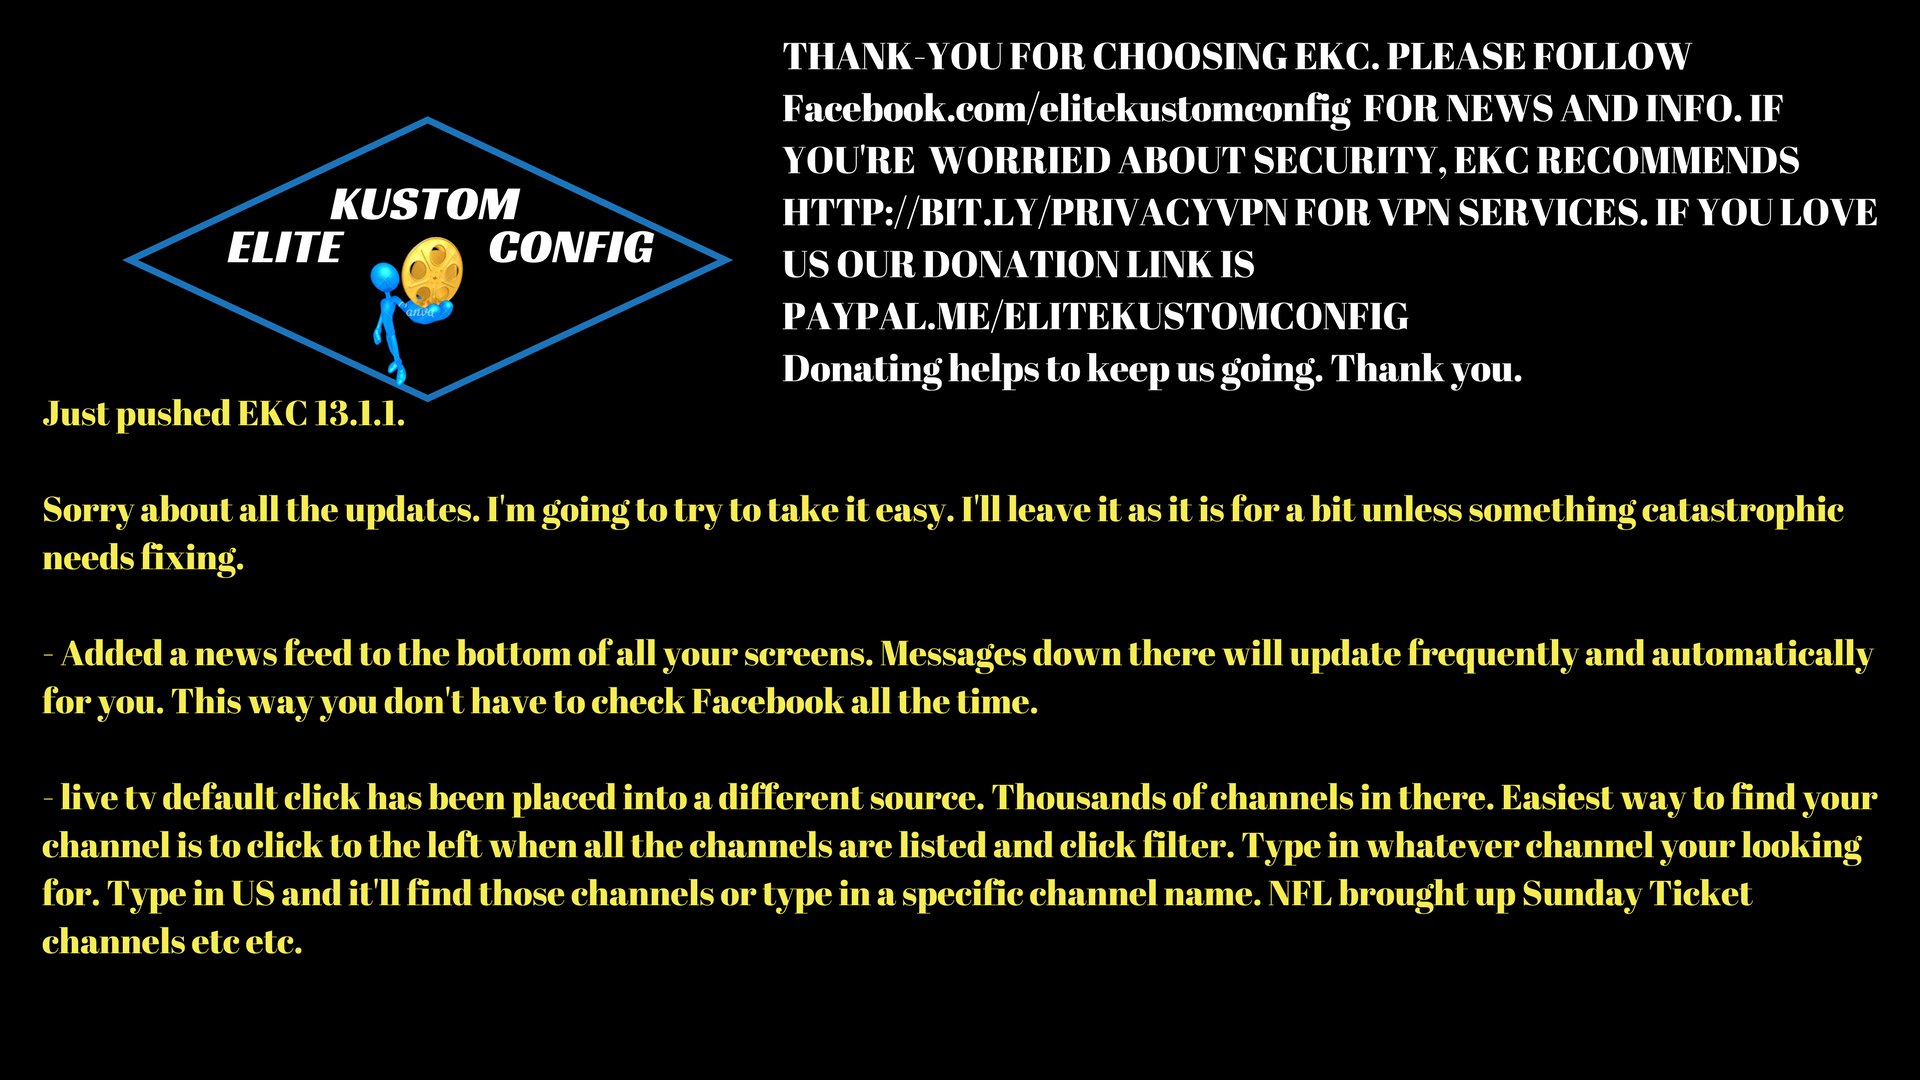 THANK-YOU FOR CHOOSING EKC. PLEASE FOLLOW
Facebook.com/elitekustomconfig FOR NEWS AND INFO. IF
YOU'RE WORRIED ABOUT SECURITY, EKC RECOMMENDS
HTTP://BIT.LY/PRIVACYVPN FOR VPN SERVICES. IF YOU LOVE
US OUR DONATION LINK IS
PAYPAL.ME/ELITEKUSTOMCONFIG
Donating helps to keep us going. Thank you.
KUSTOM
ELITE CONFIG
Just pushed EKC 13.1.1.
Sorry about all the updates. I'm going to try to take it easy. I'll leave it as it is for a bit unless something catastrophic
needs fixing.
- Added a news feed to the bottom of all your screens. Messages down there will update frequently and automatically
for you. This way you don't have to check Facebook all the time.
- live tv default click has been placed into a different source. Thousands of channels in there. Easiest way to find your
channel is to click to the left when all the channels are listed and click filter. Type in whatever channel your looking
for. Type in US and it'll find those channels or type in a specific channel name. NFL brought up Sunday Ticket
channels etc etc.